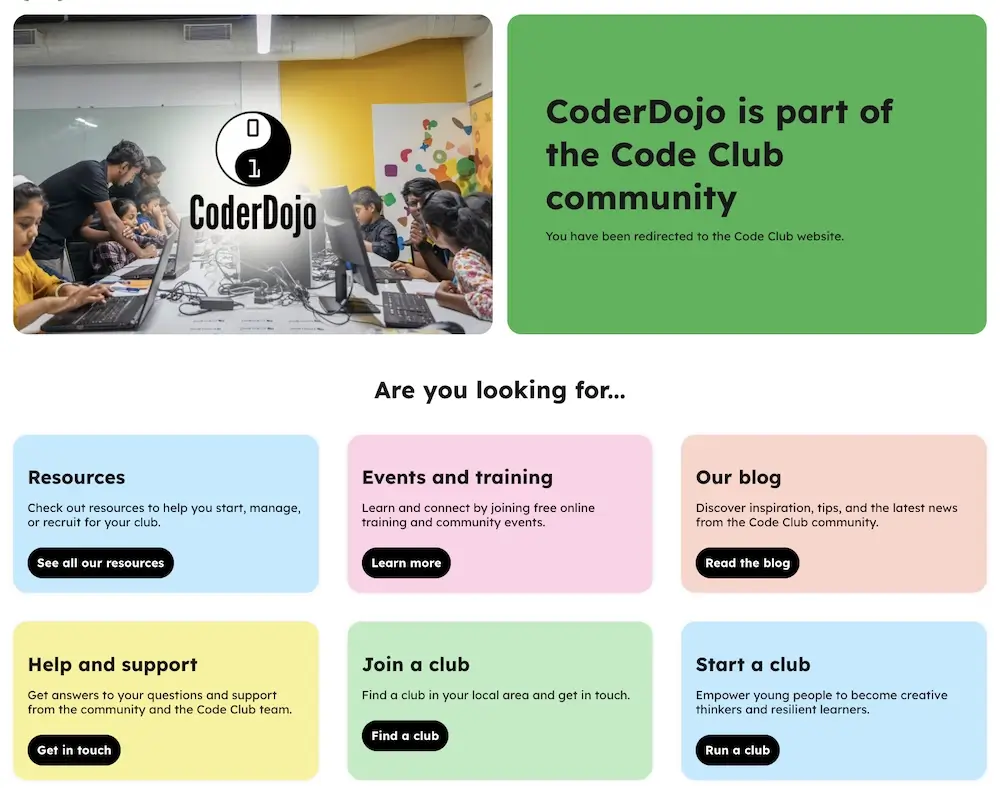 0
1
CoderDojo
CoderDojo is part of
the Code Club
community
You have been redirected to the Code Club website.
Are you looking for...
Resources
Check out resources to help you start, manage,
or recruit for your club.
See all our resources
Events and training
Learn and connect by joining free online
training and community events.
Learn more
Our blog
Discover inspiration, tips, and the latest news
from the Code Club community.
Read the blog
Help and support
Get answers to your questions and support
from the community and the Code Club team.
Get in touch
Join a club
Find a club in your local area and get in touch.
Find a club
Start a club
Empower young people to become creative
thinkers and resilient learners.
Run a club